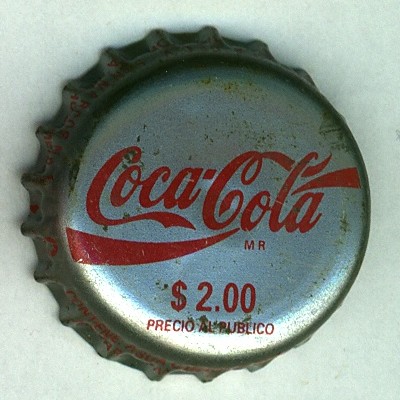 Coca-Cola
MR
$ 2.00
PRECIO AL PUBLICO